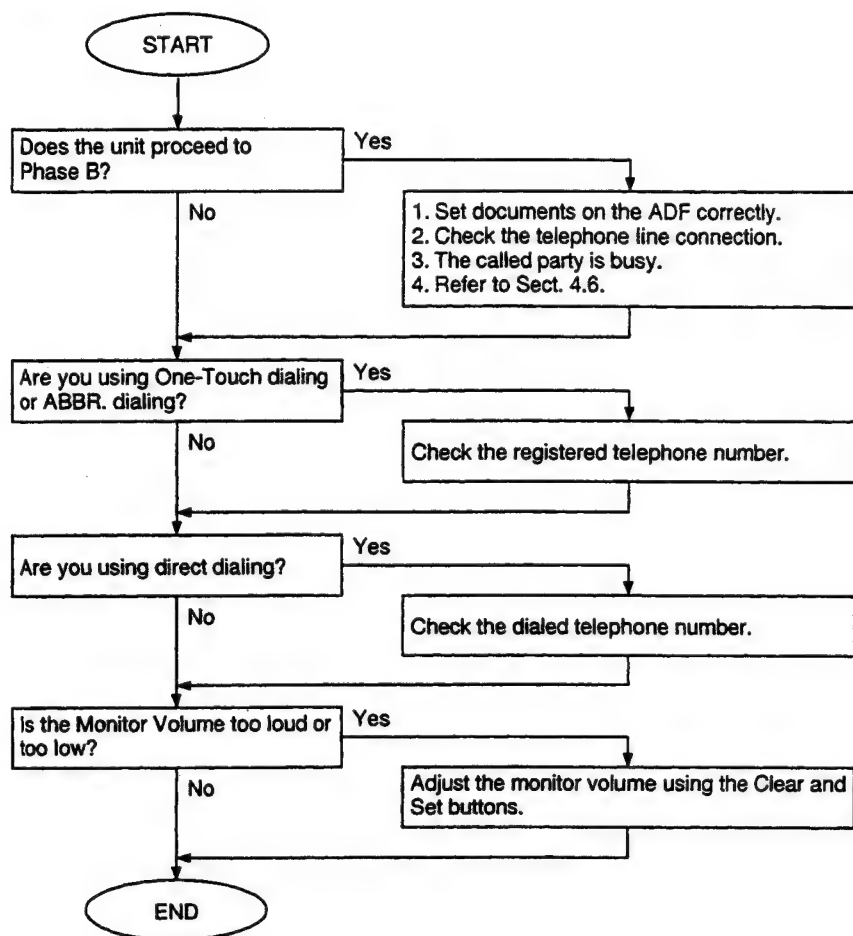 START
Does the unit proceed to
Phase B?
Yes
No
1. Set documents on the ADF correctly.
2. Check the telephone line connection.
3. The called party is busy.
4. Refer to Sect. 4.6.
Are you using One-Touch dialing
or ABBR. dialing?
Yes
No
Check the registered telephone number.
Are you using direct dialing?
Yes
No
Check the dialed telephone number.
Is the Monitor Volume too loud or
too low?
Yes
No
Adjust the monitor volume using the Clear and
Set buttons.
END